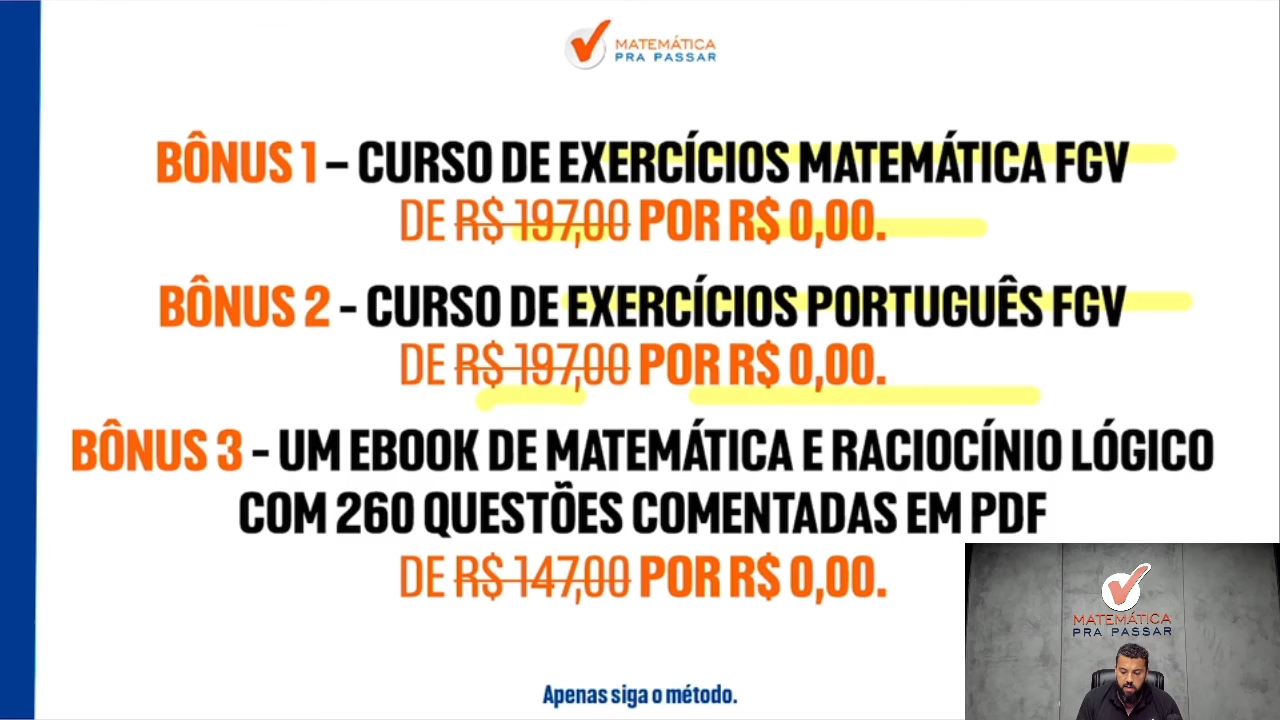 MATEMÁTICA
PRA PASSAR
BÔNUS 1 – CURSO DE EXERCÍCIOS MATEMÁTICA FGV
DE R$ 197,00 POR R$ 0,00.
BÔNUS 2 - CURSO DE EXERCÍCIOS PORTUGUÊS FGV
DE R$ 197,00 POR R$ 0,00.
BÔNUS 3 - UM EBOOK DE MATEMÁTICA E RACIOCÍNIO LÓGICO
COM 260 QUESTÕES COMENTADAS EM PDF
DE R$ 147,00 POR R$ 0,00.
MATEMÁTICA
PRA PASSAR
Apenas siga o método.